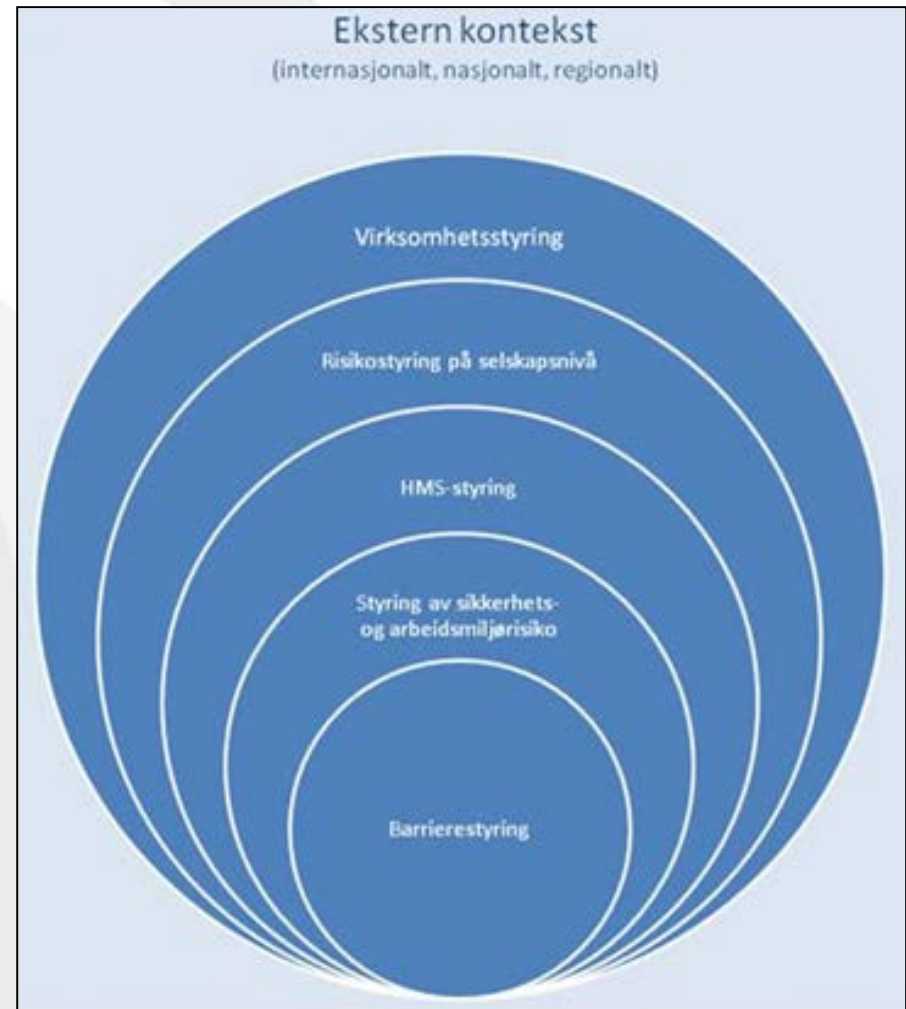 Ekstern kontekst
(internasjonalt, nasjonalt, regionalt)
Virksomhetsstyring
Risikostyring på selskapsnivå
HMS-styring
Styring av sikkerhets-
og arbeidsmiljørisiko
Barrierestyring